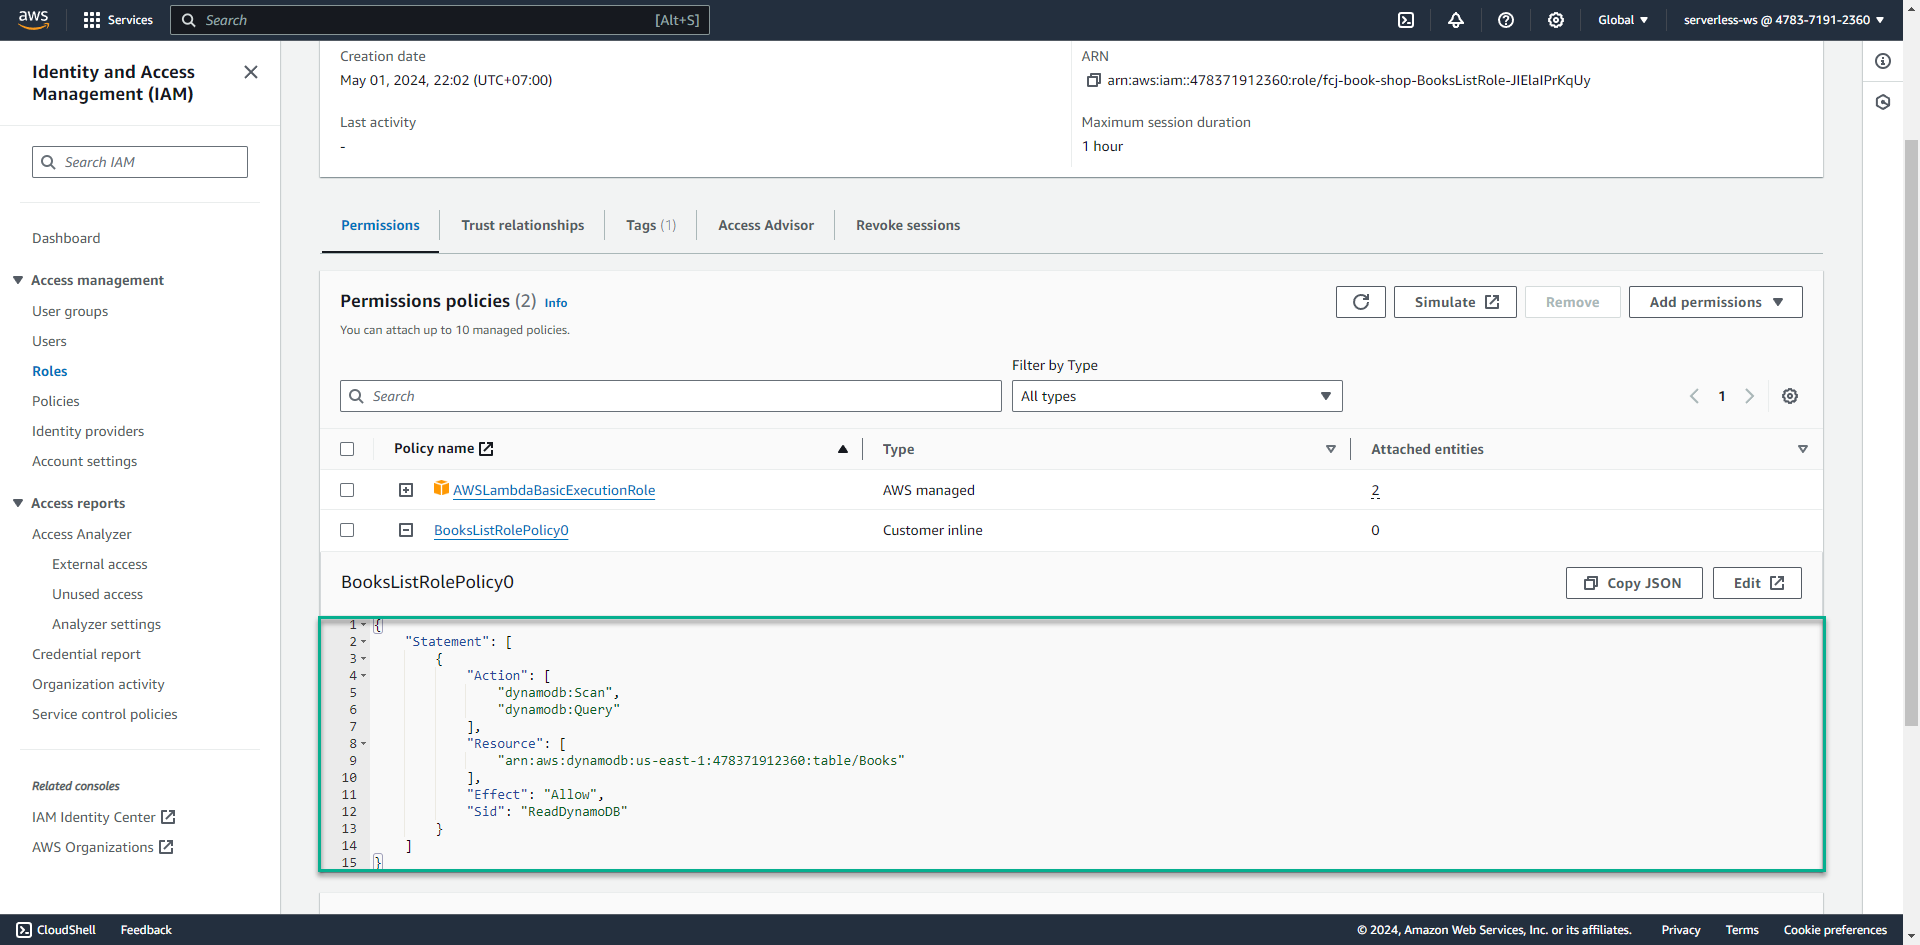 aws Services Search [Alt+S] Global serverless-ws @ 4783-7191-2360
Identity and Access
Management (IAM)
Search IAM
Dashboard
Access management
User groups
Users
Roles
Policies
Identity providers
Account settings
Access reports
Access Analyzer
External access
Unused access
Analyzer settings
Credential report
Organization activity
Service control policies
Related consoles
IAM Identity Center
AWS Organizations
Creation date
May 01, 2024, 22:02 (UTC+07:00)
ARN
arn:aws:iam::478371912360:role/fcj-book-shop-BooksListRole-JIElaIPrKqUy
Last activity
-
Maximum session duration
1 hour
Permissions Trust relationships Tags (1) Access Advisor Revoke sessions
Permissions policies (2) Info
You can attach up to 10 managed policies.
Simulate Remove Add permissions
Filter by Type
Search All types 1
Policy name Type Attached entities
AWSLambdaBasicExecutionRole AWS managed 2
BooksListRolePolicy0 Customer inline 0
BooksListRolePolicy0 Copy JSON Edit
1 {
2 "Statement": [
3 {
4 "Action": [
5 "dynamodb:Scan",
6 "dynamodb:Query"
7 ],
8 "Resource": [
9 "arn:aws:dynamodb:us-east-1:478371912360:table/Books"
10 ],
11 "Effect": "Allow",
12 "Sid": "ReadDynamoDB"
13 }
14 ]
15 }
CloudShell Feedback © 2024, Amazon Web Services, Inc. or its affiliates. Privacy Terms Cookie preferences